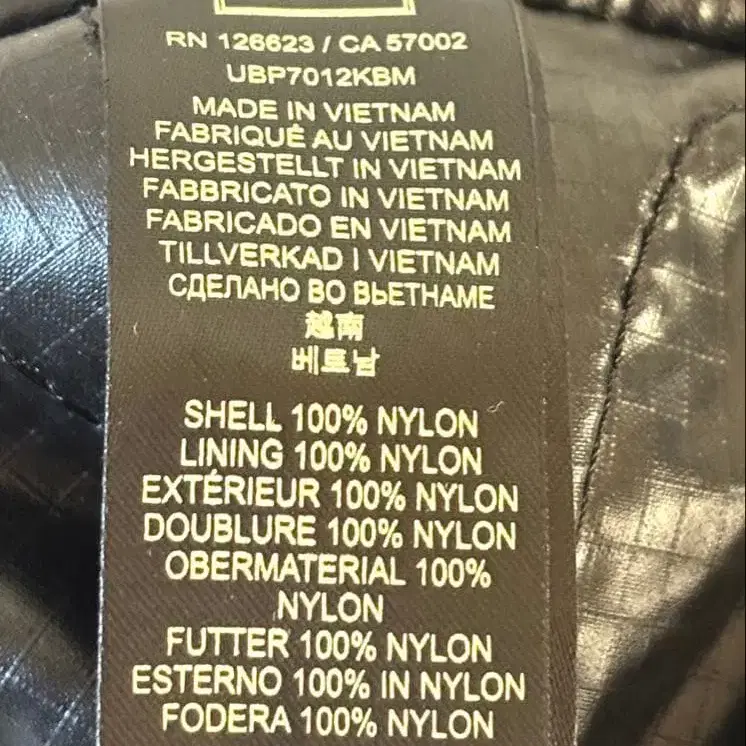 RN 126623 / CA 57002
UBP7012KBM
MADE IN VIETNAM
FABRIQUÉ AU VIETNAM
HERGESTELLT IN VIETNAM
FABBRICATO IN VIETNAM
FABRICADO EN VIETNAM
TILLVERKAD I VIETNAM
СДЕЛАНО ВО ВЬЕТНАМЕ
越南
베트남
SHELL 100% NYLON
LINING 100% NYLON
EXTÉRIEUR 100% NYLON
DOUBLURE 100% NYLON
OBERMATERIAL 100%
NYLON
FUTTER 100% NYLON
ESTERNO 100% IN NYLON
FODERA 100% NYLON